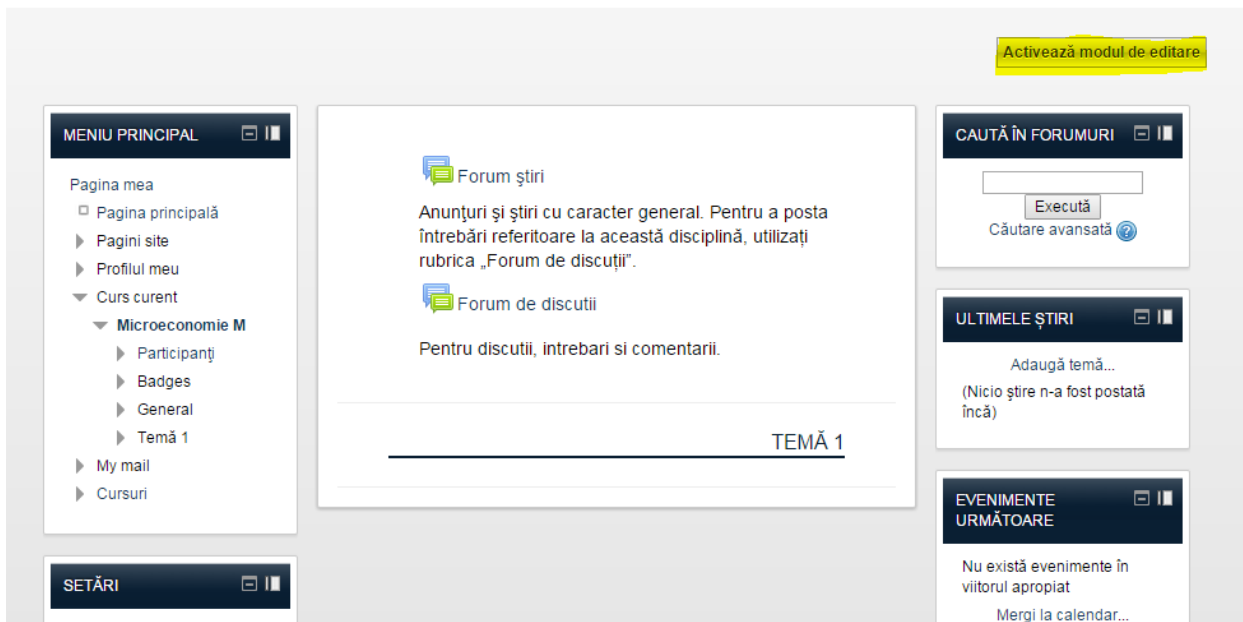 Activează modul de editare
MENIU PRINCIPAL
Pagina mea
Pagina principală
Pagini site
Profilul meu
Curs curent
Microeconomie M
Participanţi
Badges
General
Temă 1
My mail
Cursuri
SETĂRI
Forum ştiri
Anunţuri şi ştiri cu caracter general. Pentru a posta
întrebări referitoare la această disciplină, utilizați
rubrica „Forum de discuții”.
Forum de discutii
Pentru discutii, intrebari si comentarii.
TEMĂ 1
CAUTĂ ÎN FORUMURI
Execută
Căutare avansată
ULTIMELE ȘTIRI
Adaugă temă...
(Nicio ştire n-a fost postată
încă)
EVENIMENTE
URMĂTOARE
Nu există evenimente în
viitorul apropiat
Mergi la calendar...